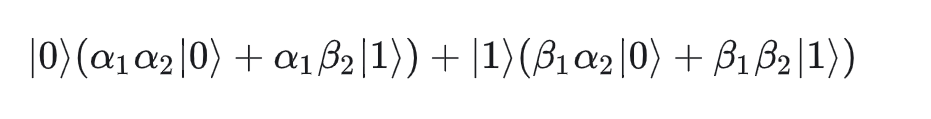 |0⟩(α₁α₂|0⟩ + α₁β₂|1⟩) + |1⟩(β₁α₂|0⟩ + β₁β₂|1⟩)